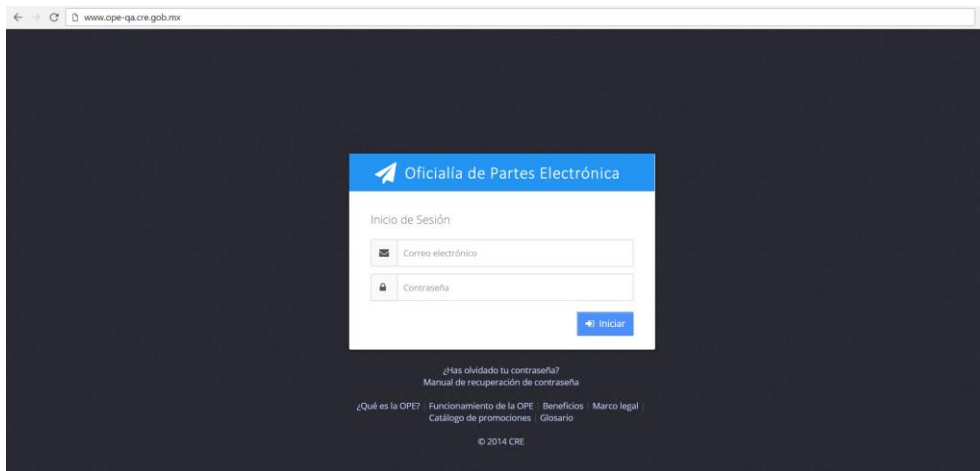 www.ope-qa.cre.gob.mx
Oficialía de Partes Electrónica
Inicio de Sesión
Correo electrónico
Contraseña
Iniciar
¿Has olvidado tu contraseña?
Manual de recuperación de contraseña
¿Qué es la OPE? | Funcionamiento de la OPE | Beneficios | Marco legal |
Catálogo de promociones | Glosario
© 2014 CRE